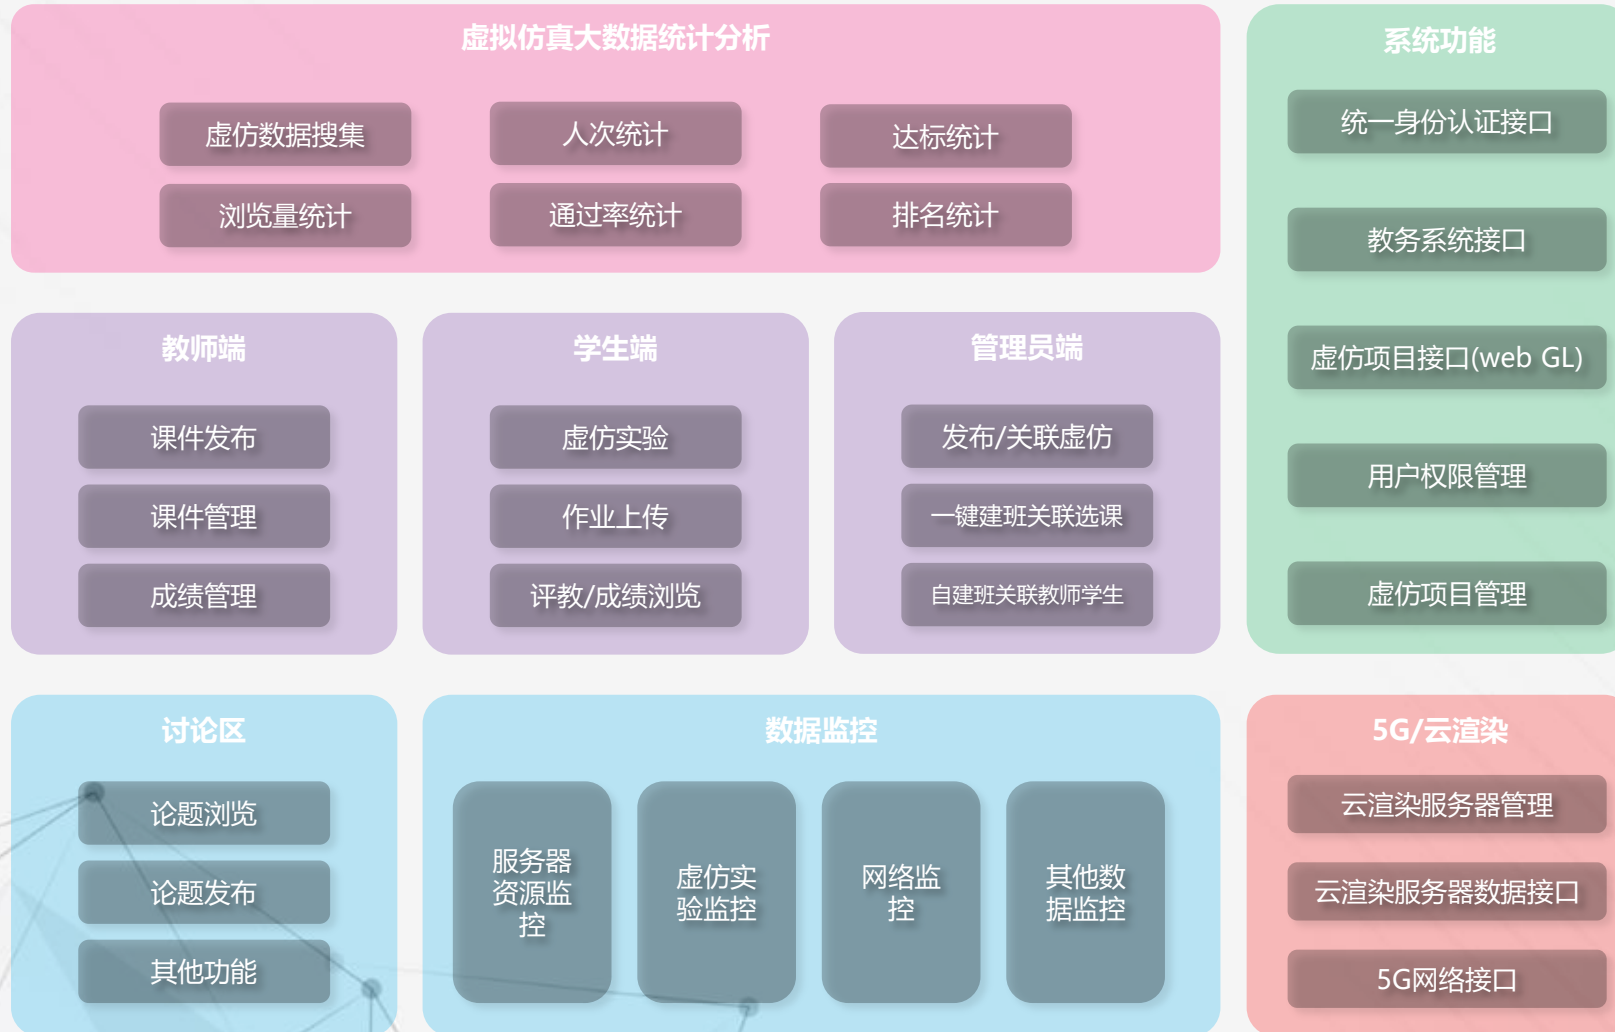 虚拟仿真大数据统计分析
虚仿数据搜集
人次统计
达标统计
浏览量统计
通过率统计
排名统计
系统功能
统一身份认证接口
教务系统接口
虚仿项目接口(web GL)
用户权限管理
虚仿项目管理
教师端
课件发布
课件管理
成绩管理
学生端
虚仿实验
作业上传
评教/成绩浏览
管理员端
发布/关联虚仿
一键建班关联选课
自建班关联教师学生
讨论区
论题浏览
论题发布
其他功能
数据监控
服务器
资源监
控
虚仿实
验监控
网络监
控
其他数
据监控
5G/云渲染
云渲染服务器管理
云渲染服务器数据接口
5G网络接口